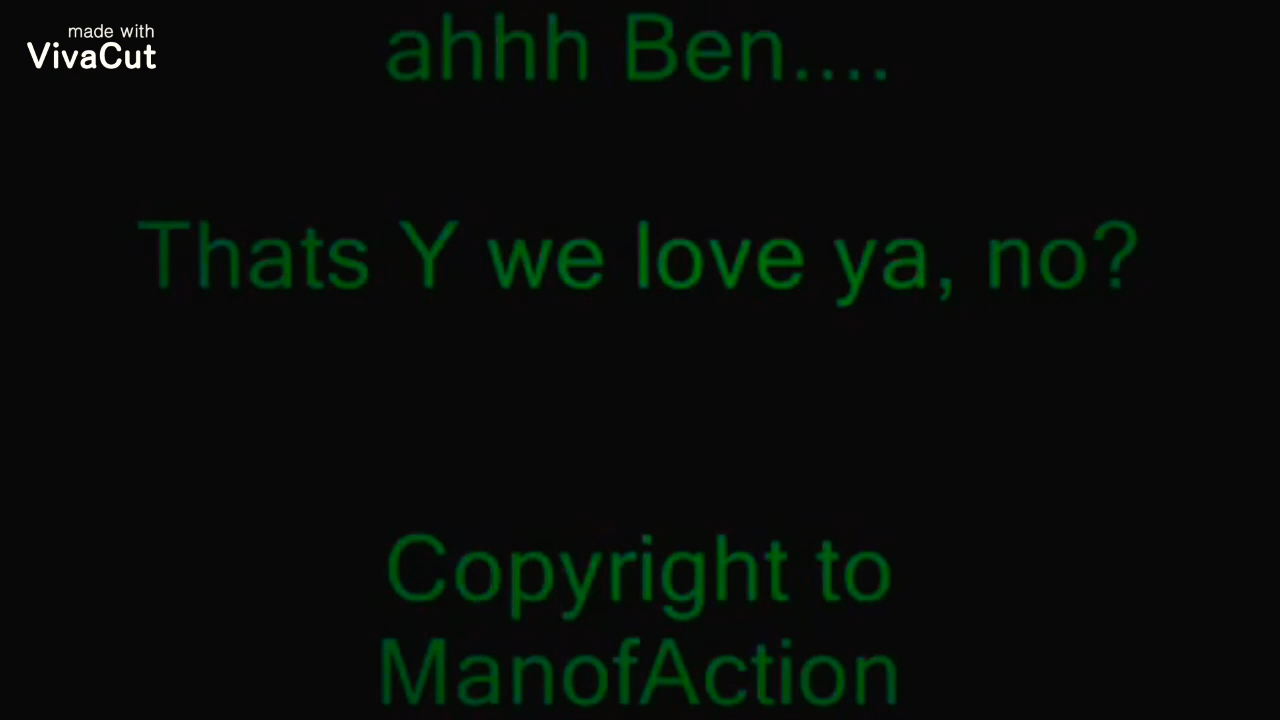 made with
VivaCut
ahhh Ben....
Thats Y we love ya, no?
Copyright to
ManofAction